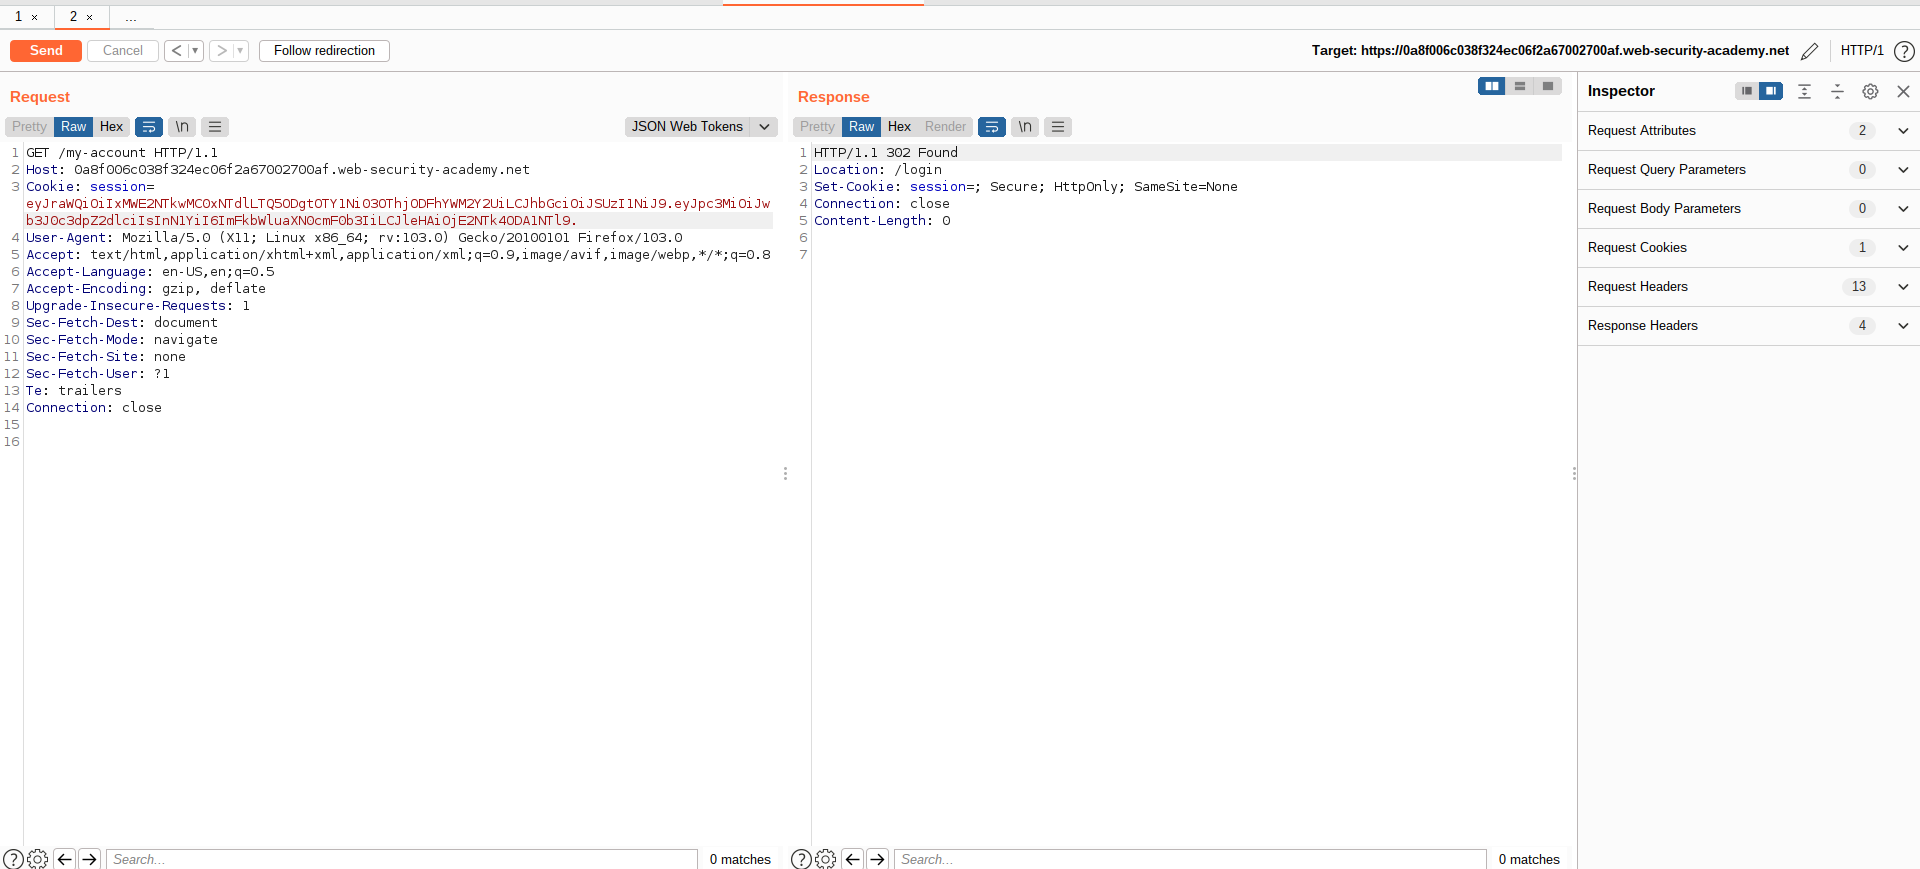 1 × 2 × ...
Send Cancel < ▾ > ▾ Follow redirection Target: https://0a8f006c038f324ec06f2a67002700af.web-security-academy.net HTTP/1 ?
Request
Pretty Raw Hex \n JSON Web Tokens
1 GET /my-account HTTP/1.1
2 Host: 0a8f006c038f324ec06f2a67002700af.web-security-academy.net
3 Cookie: session=
eyJraWQiOiIxMWE2NTkwMC0xNTdlLTQ5ODgtOTY1Ni03OThjODFhYWM2Y2UiLCJhbGciOiJSUzI1NiJ9.eyJpc3MiOiJw
b3J0c3dpZ2dlciIsInN1YiI6ImFkbWluaXN0cmF0b3IiLCJleHAiOjE2NTk4ODA1NTl9.
4 User-Agent: Mozilla/5.0 (X11; Linux x86_64; rv:103.0) Gecko/20100101 Firefox/103.0
5 Accept: text/html,application/xhtml+xml,application/xml;q=0.9,image/avif,image/webp,*/*;q=0.8
6 Accept-Language: en-US,en;q=0.5
7 Accept-Encoding: gzip, deflate
8 Upgrade-Insecure-Requests: 1
9 Sec-Fetch-Dest: document
10 Sec-Fetch-Mode: navigate
11 Sec-Fetch-Site: none
12 Sec-Fetch-User: ?1
13 Te: trailers
14 Connection: close
15
16
? Search... 0 matches
Response
Pretty Raw Hex Render \n
1 HTTP/1.1 302 Found
2 Location: /login
3 Set-Cookie: session=; Secure; HttpOnly; SameSite=None
4 Connection: close
5 Content-Length: 0
6
7
? Search... 0 matches
Inspector
Request Attributes 2
Request Query Parameters 0
Request Body Parameters 0
Request Cookies 1
Request Headers 13
Response Headers 4